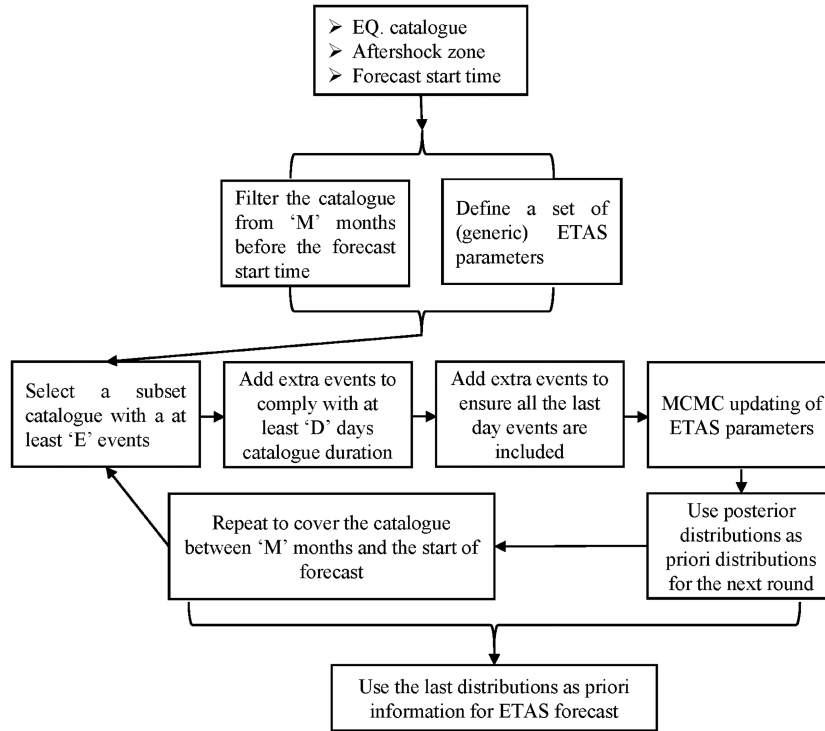 ➢ EQ. catalogue
➢ Aftershock zone
➢ Forecast start time
Filter the catalogue
from ‘M’ months
before the forecast
start time
Define a set of
(generic) ETAS
parameters
Select a subset
catalogue with a at
least ‘E’ events
Add extra events to
comply with at
least ‘D’ days
catalogue duration
Add extra events to
ensure all the last
day events are
included
MCMC updating of
ETAS parameters
Use posterior
distributions as
priori distributions
for the next round
Repeat to cover the catalogue
between ‘M’ months and the start of
forecast
Use the last distributions as priori
information for ETAS forecast